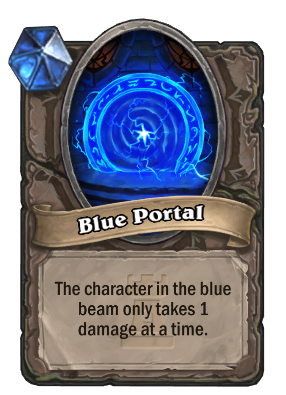 Blue Portal
The character in the blue
beam only takes 1
damage at a time.